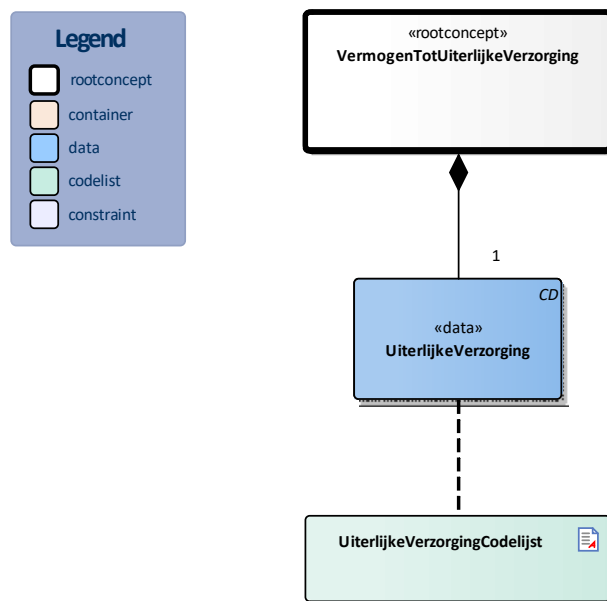 Legend
rootconcept
container
data
codelist
constraint
«rootconcept»
VermogenTotUiterlijkeVerzorging
1
CD
«data»
UiterlijkeVerzorging
UiterlijkeVerzorgingCodelijst